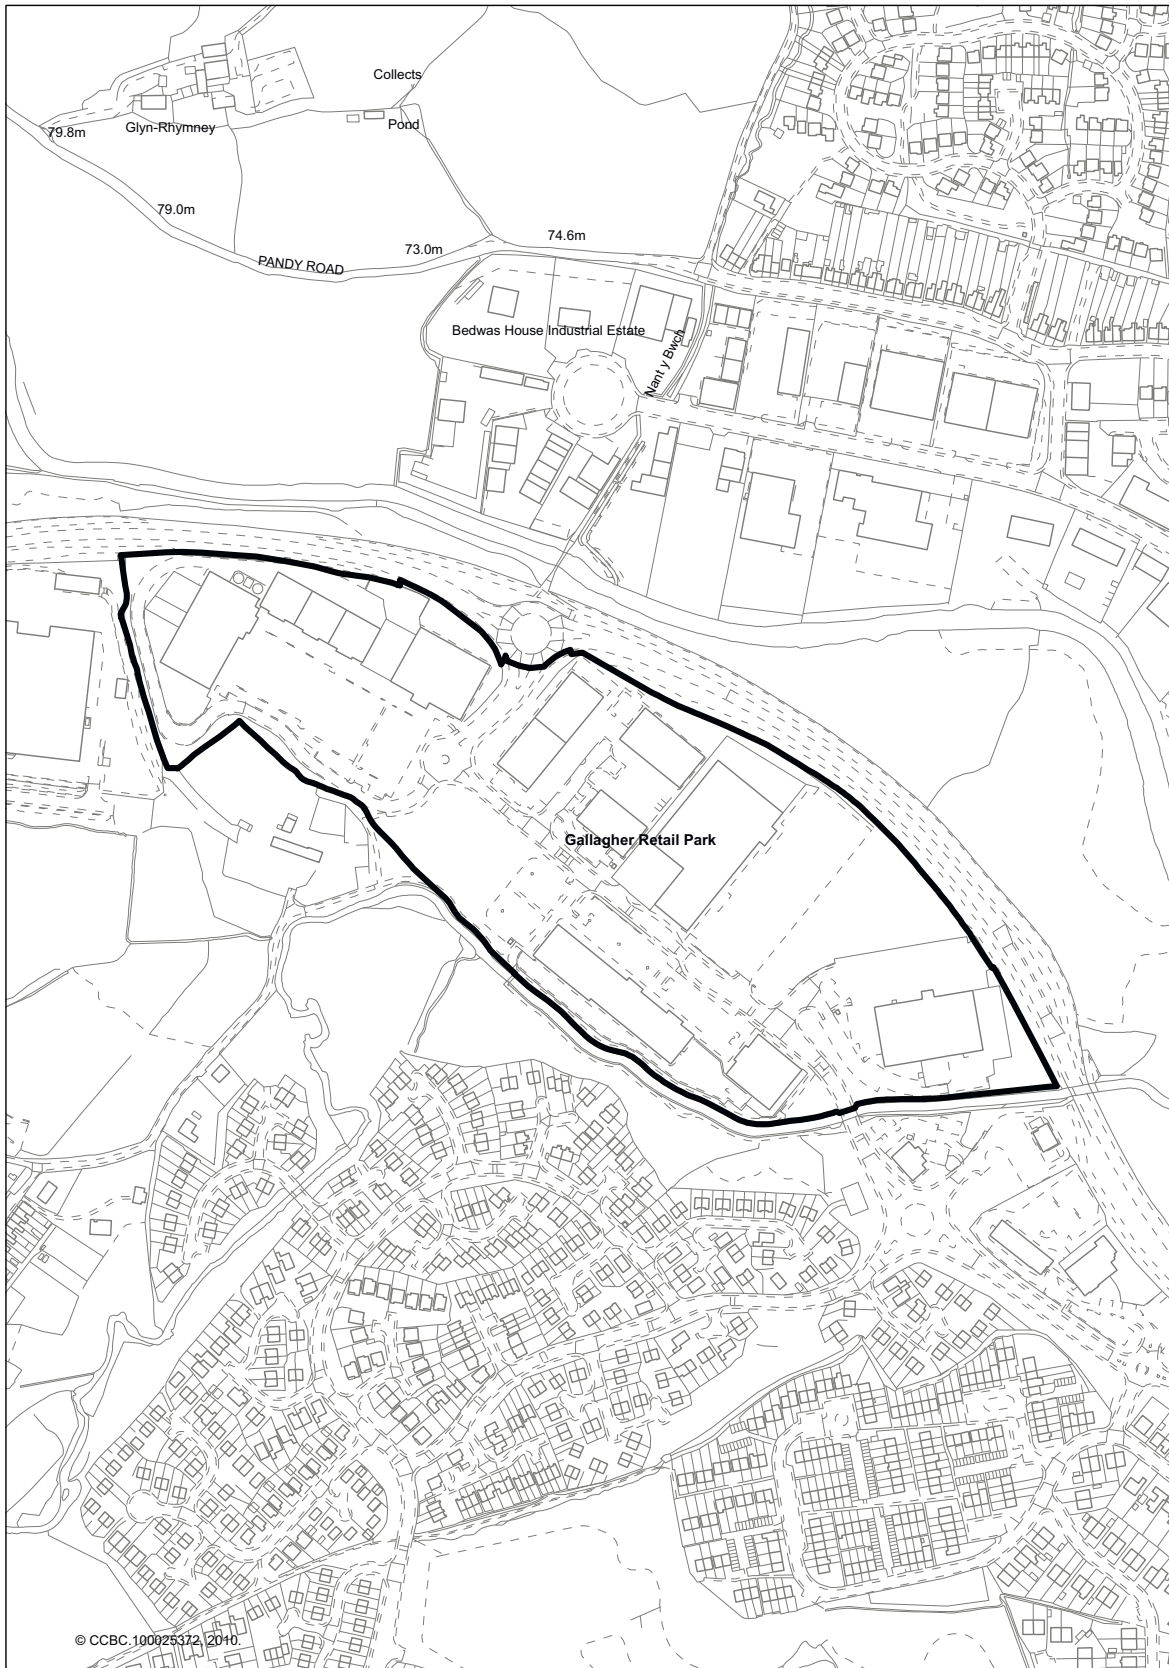 Collects
Pond
79.8m
Glyn-Rhymney
79.0m
74.6m
73.0m
PANDY ROAD
Bedwas House Industrial Estate
Nant y Bwch
Gallagher Retail Park
© CCBC.100025372, 2010.